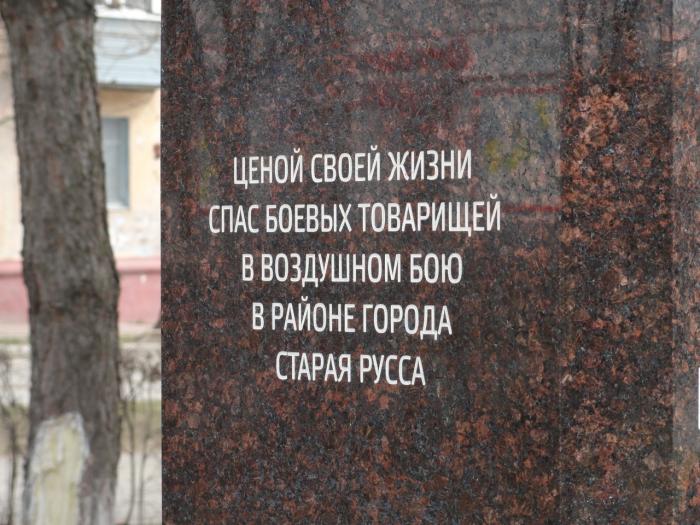 ЦЕНОЙ СВОЕЙ ЖИЗНИ
СПАС БОЕВЫХ ТОВАРИЩЕЙ
В ВОЗДУШНОМ БОЮ
В РАЙОНЕ ГОРОДА
СТАРАЯ РУССА